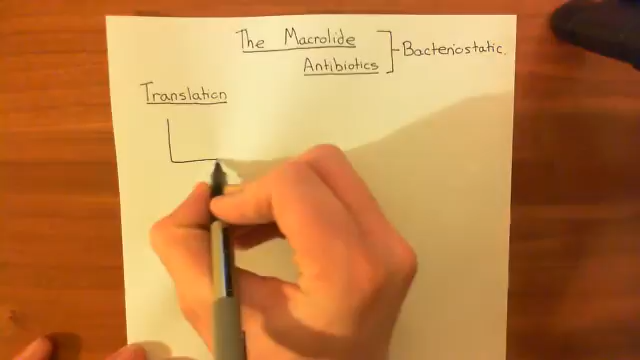 The Macrolide
Antibiotics
Bacteriostatic.
Translation